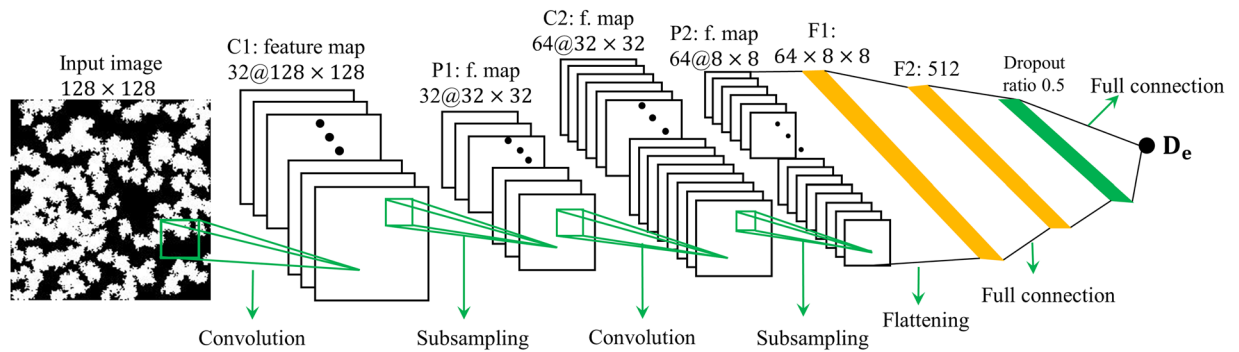 Input image
128 × 128
C1: feature map
32@128 × 128
P1: f. map
32@32 × 32
C2: f. map
64@32 × 32
P2: f. map
64@8 × 8
F1:
64 × 8 × 8
F2: 512
Dropout
ratio 0.5
Full connection
De
Convolution
Subsampling
Convolution
Subsampling
Flattening
Full connection